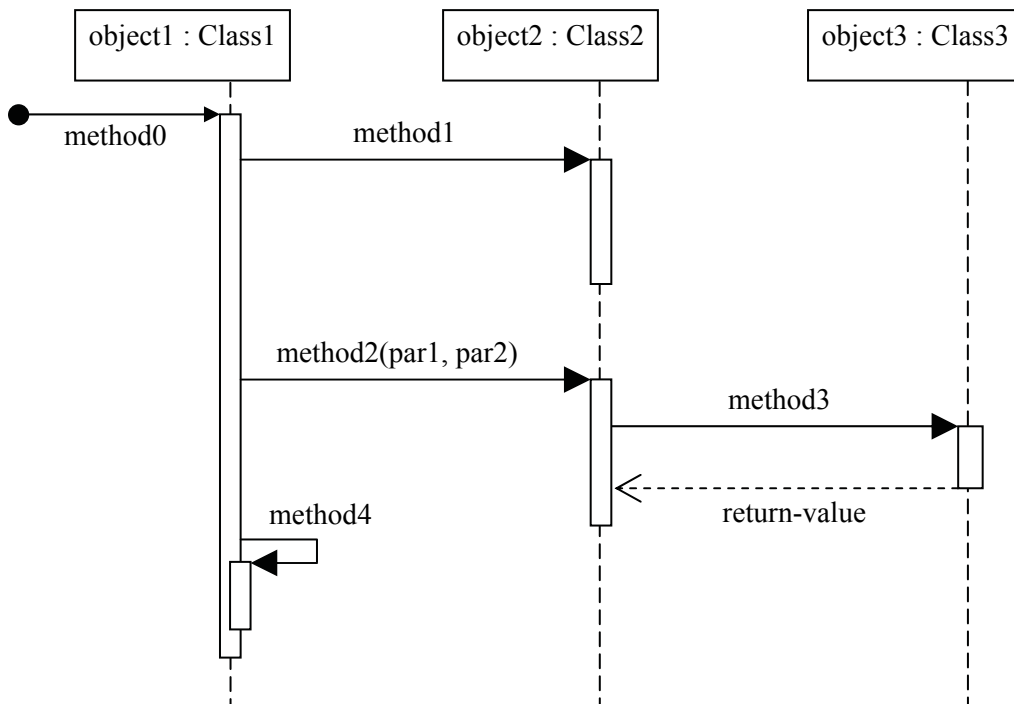 object1 : Class1
object2 : Class2
object3 : Class3
method0
method1
method2(par1, par2)
method3
return-value
method4